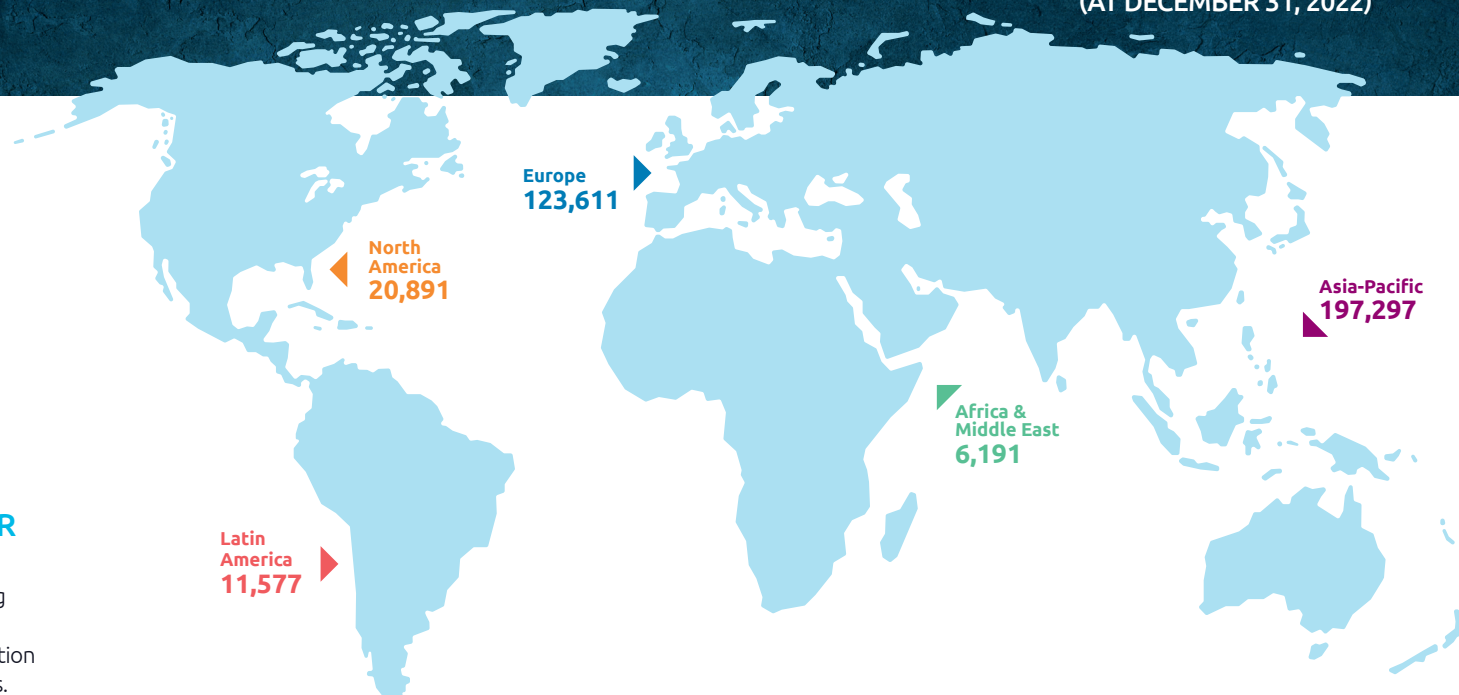 (AT DECEMBER 31, 2022)
Europe
123,611
North
America
20,891
Asia-Pacific
197,297
Africa &
Middle East
6,191
Latin
America
11,577